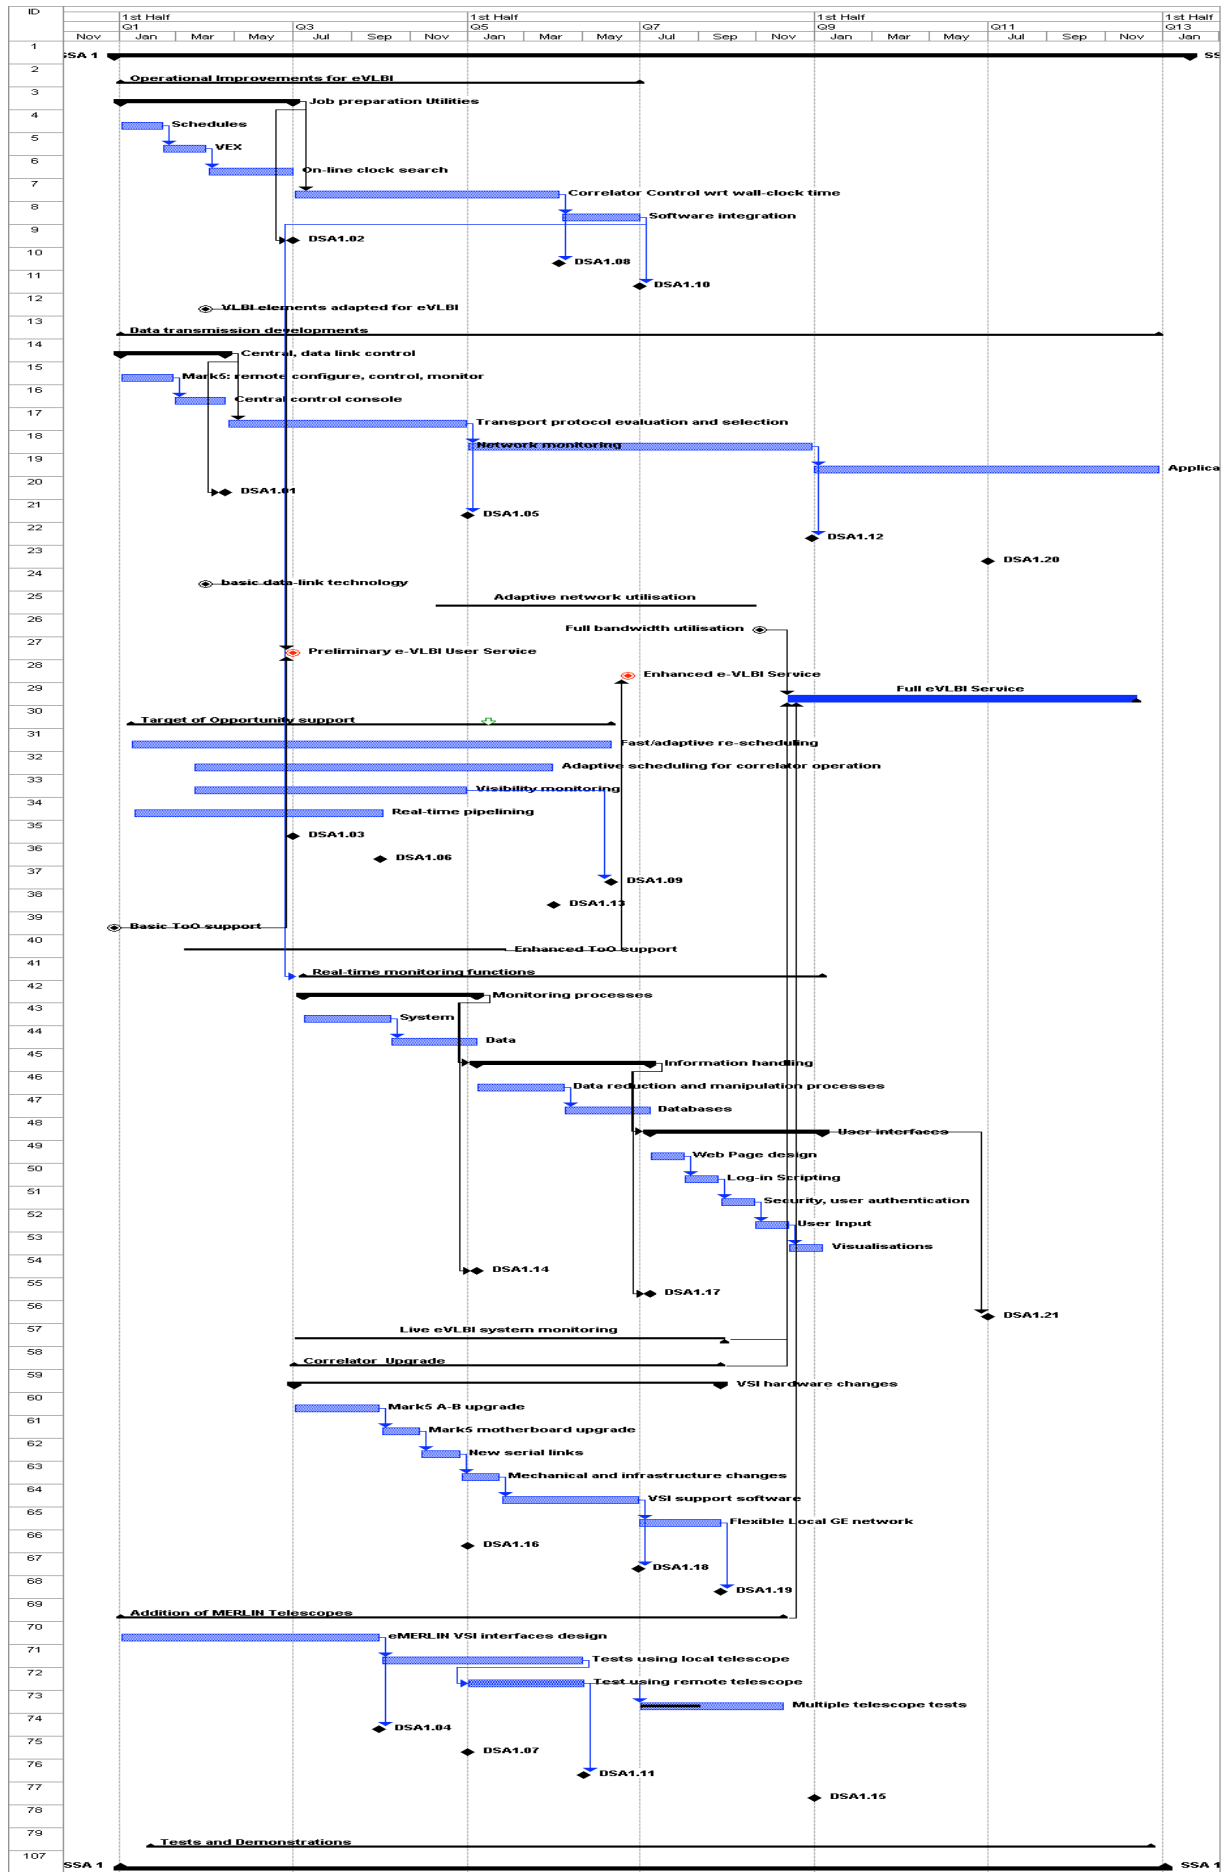 ID
1st Half 1st Half 1st Half 1st Half
Q1 Q3 Q5 Q7 Q9 Q11 Q13
Nov Jan Mar May Jul Sep Nov Jan Mar May Jul Sep Nov Jan Mar May Jul Sep Nov Jan
1
SSA 1 SS
2
Operational Improvements for eVLBI
3
Job preparation Utilities
4
Schedules
5
VEX
6
On-line clock search
7
Correlator Control wrt wall-clock time
8
Software integration
9
DSA1.02
10
DSA1.08
11
DSA1.10
12
VLBI elements adapted for eVLBI
13
Data transmission developments
14
Central, data link control
15
Mark5: remote configure, control, monitor
16
Central control console
17
Transport protocol evaluation and selection
18
Network monitoring
19
Applica
20
DSA1.01
21
DSA1.05
22
DSA1.12
23
DSA1.20
24
basic data-link technology
25
Adaptive network utilisation
26
Full bandwidth utilisation
27
Preliminary e-VLBI User Service
28
Enhanced e-VLBI Service
29
Full eVLBI Service
30
Target of Opportunity support
31
Fast/adaptive re-scheduling
32
Adaptive scheduling for correlator operation
33
Visibility monitoring
34
Real-time pipelining
35
DSA1.03
36
DSA1.06
37
DSA1.09
38
DSA1.13
39
Basic ToO support
40
Enhanced ToO support
41
Real-time monitoring functions
42
Monitoring processes
43
System
44
Data
45
Information handling
46
Data reduction and manipulation processes
47
Databases
48
User interfaces
49
Web Page design
50
Log-in Scripting
51
Security, user authentication
52
User Input
53
Visualisations
54
DSA1.14
55
DSA1.17
56
DSA1.21
57
Live eVLBI system monitoring
58
Correlator Upgrade
59
VSI hardware changes
60
Mark5 A-B upgrade
61
Mark5 motherboard upgrade
62
New serial links
63
Mechanical and infrastructure changes
64
VSI support software
65
Flexible Local GE network
66
DSA1.16
67
DSA1.18
68
DSA1.19
69
Addition of MERLIN Telescopes
70
eMERLIN VSI interfaces design
71
Tests using local telescope
72
Test using remote telescope
73
Multiple telescope tests
74
DSA1.04
75
DSA1.07
76
DSA1.11
77
DSA1.15
78
79
Tests and Demonstrations
107
SSA 1 SSA 1